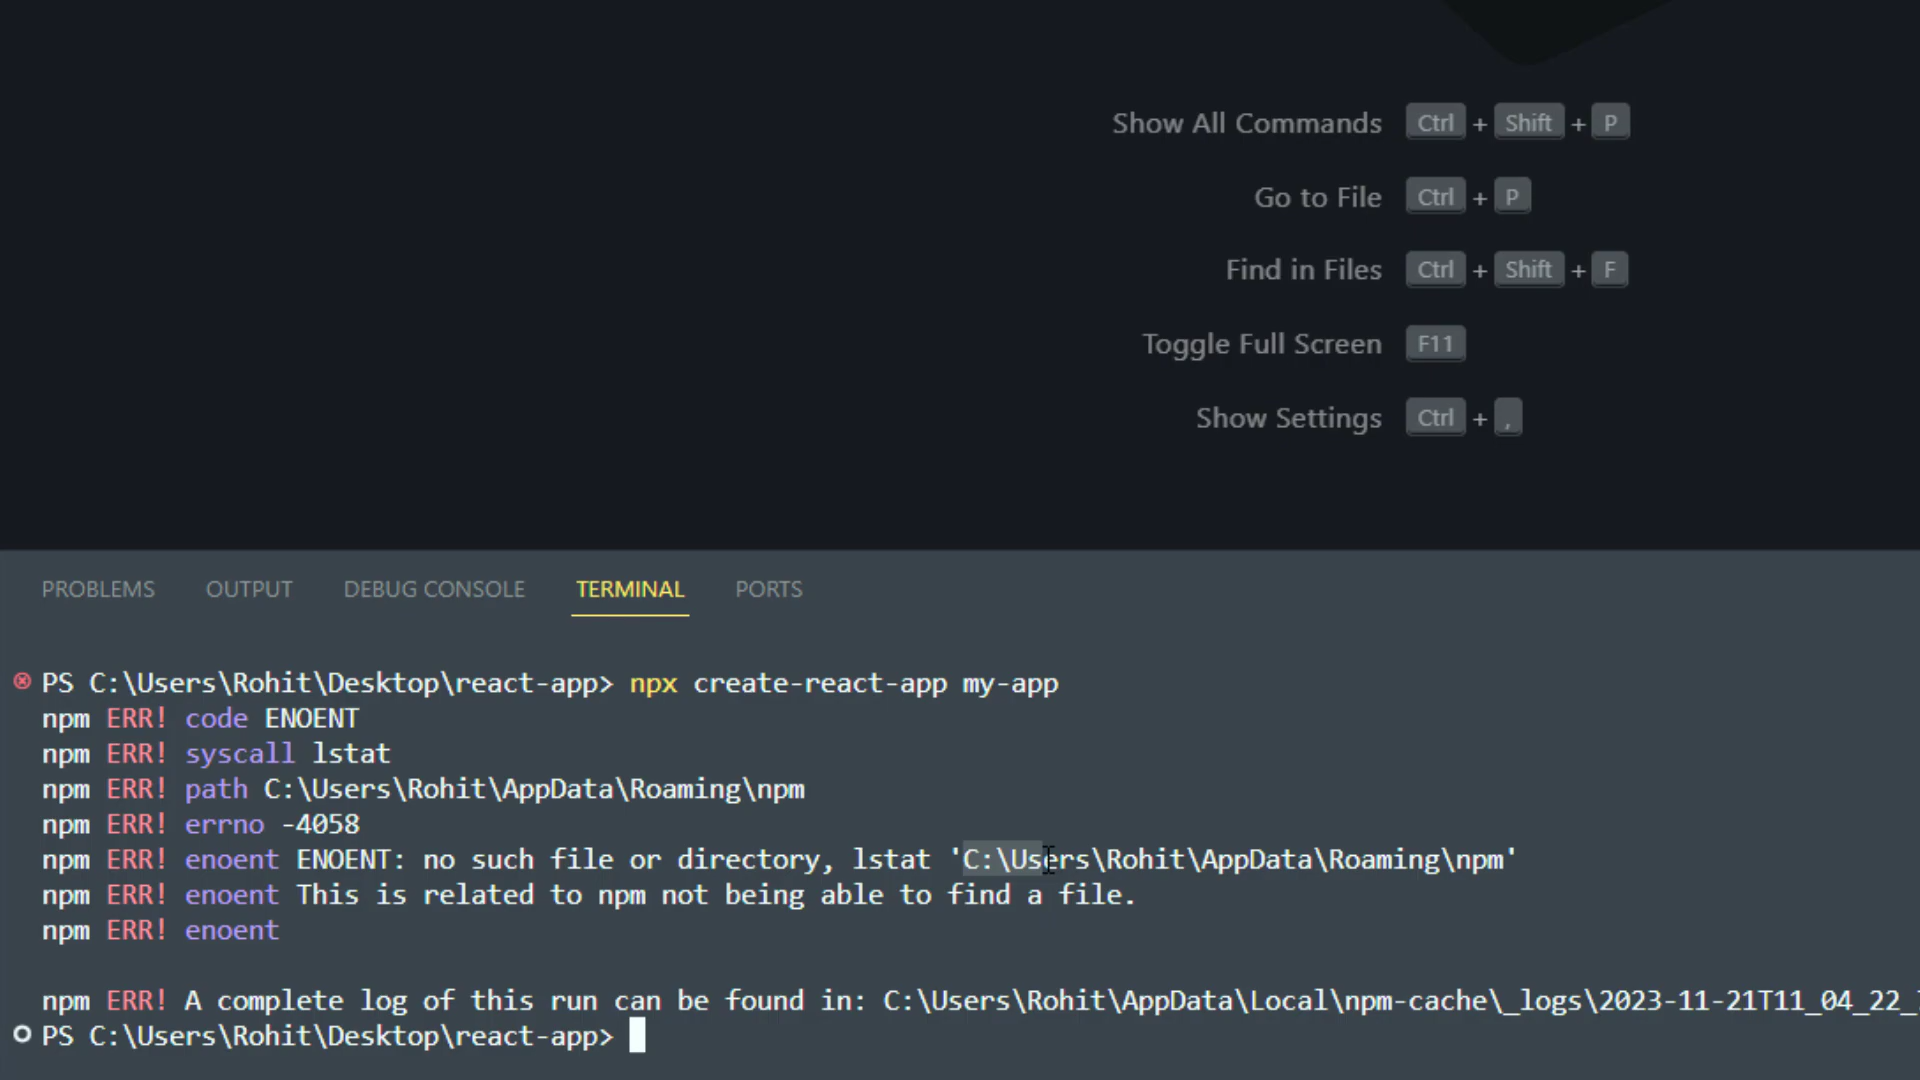 Show All Commands Ctrl + Shift + P
Go to File Ctrl + P
Find in Files Ctrl + Shift + F
Toggle Full Screen F11
Show Settings Ctrl + ,
PROBLEMS OUTPUT DEBUG CONSOLE TERMINAL PORTS
PS C:\Users\Rohit\Desktop\react-app> npx create-react-app my-app
npm ERR! code ENOENT
npm ERR! syscall lstat
npm ERR! path C:\Users\Rohit\AppData\Roaming\npm
npm ERR! errno -4058
npm ERR! enoent ENOENT: no such file or directory, lstat 'C:\Users\Rohit\AppData\Roaming\npm'
npm ERR! enoent This is related to npm not being able to find a file.
npm ERR! enoent
npm ERR! A complete log of this run can be found in: C:\Users\Rohit\AppData\Local\npm-cache\_logs\2023-11-21T11_04_22_
PS C:\Users\Rohit\Desktop\react-app>